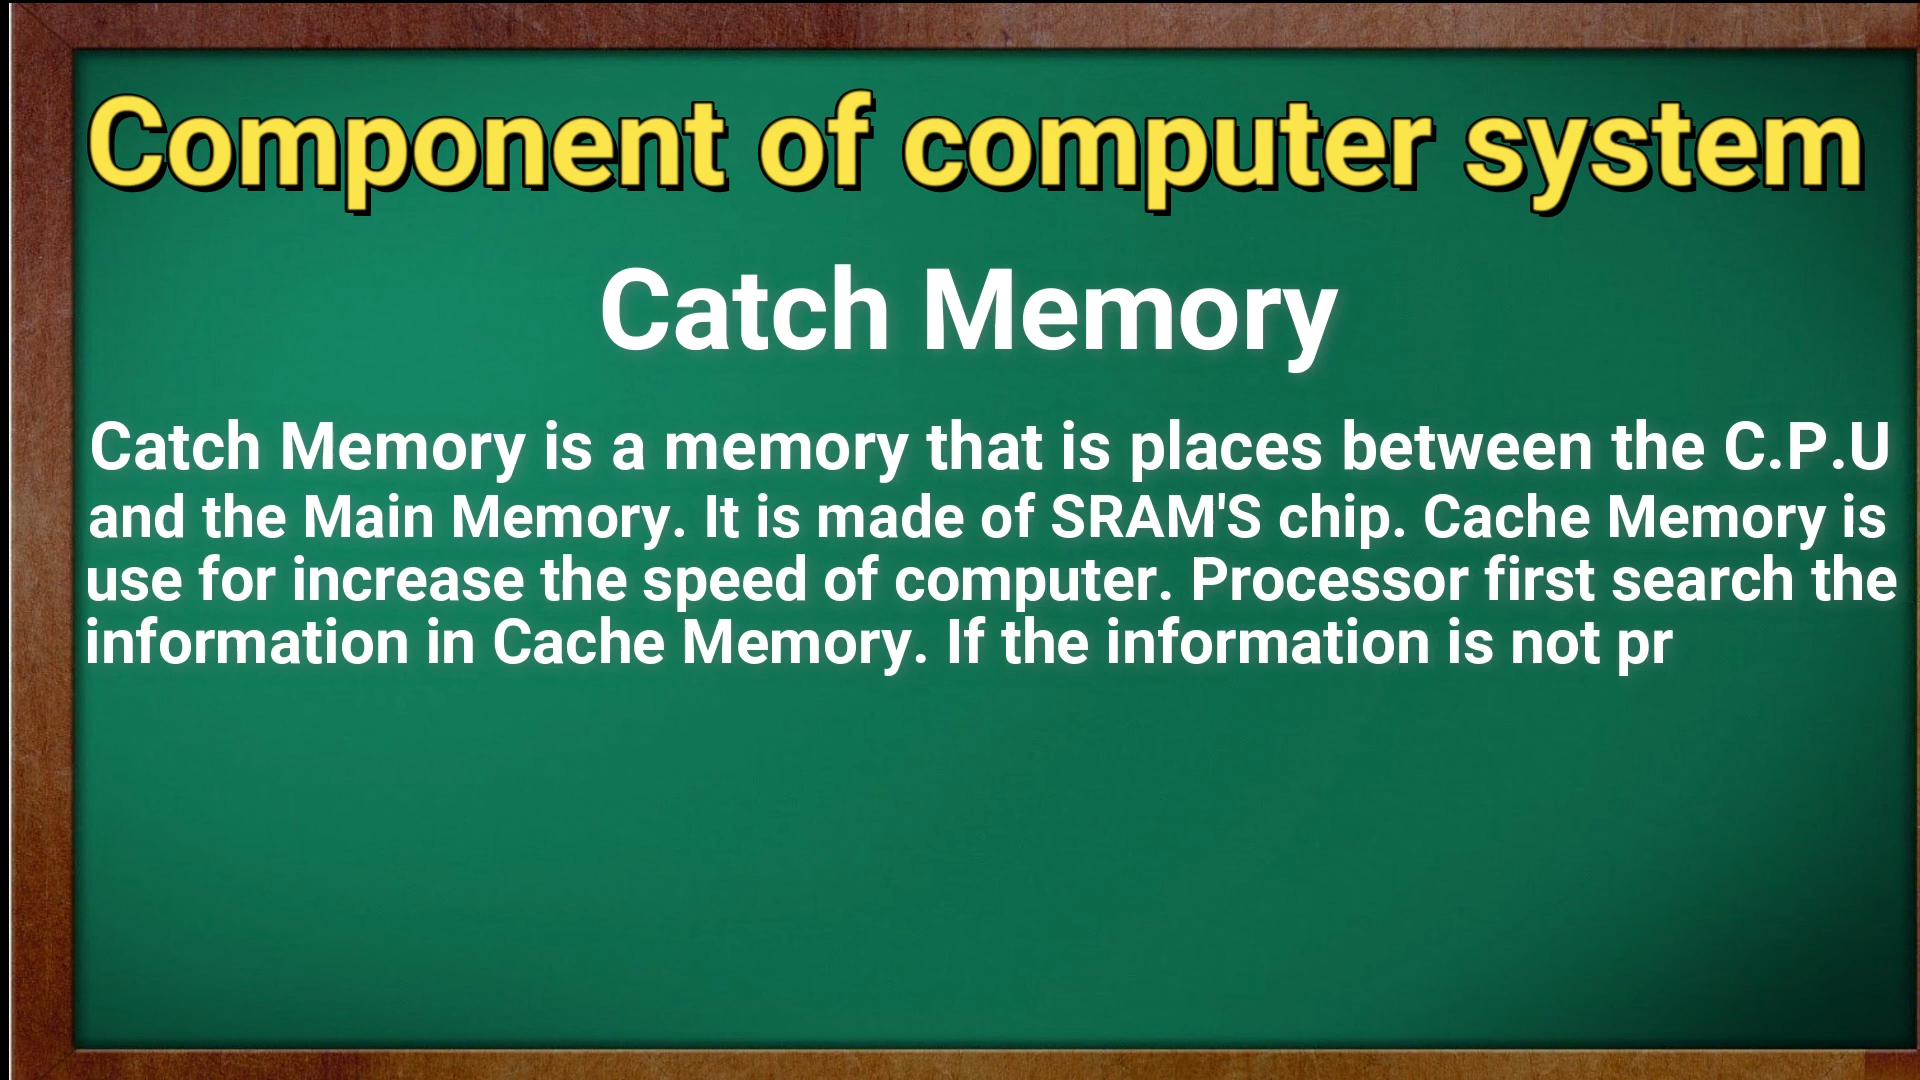 Component of computer system
Catch Memory
Catch Memory is a memory that is places between the C.P.U
and the Main Memory. It is made of SRAM'S chip. Cache Memory is
use for increase the speed of computer. Processor first search the
information in Cache Memory. If the information is not pr